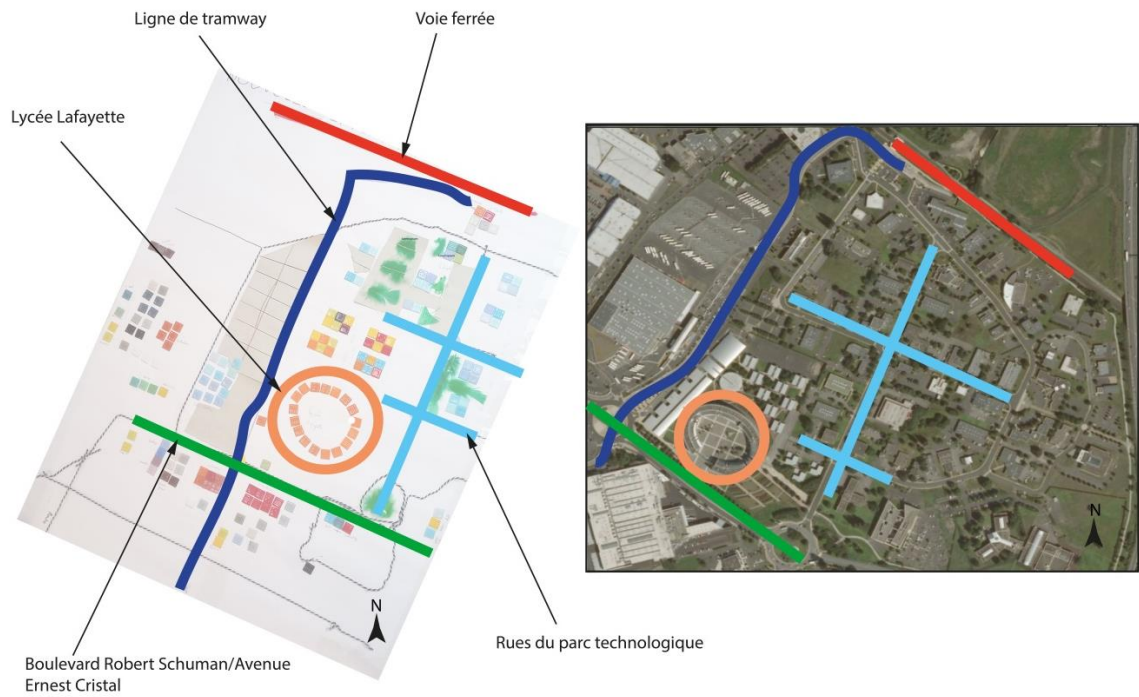 Ligne de tramway
Voie ferrée
Lycée Lafayette
N
N
Rues du parc technologique
Boulevard Robert Schuman/Avenue
Ernest Cristal